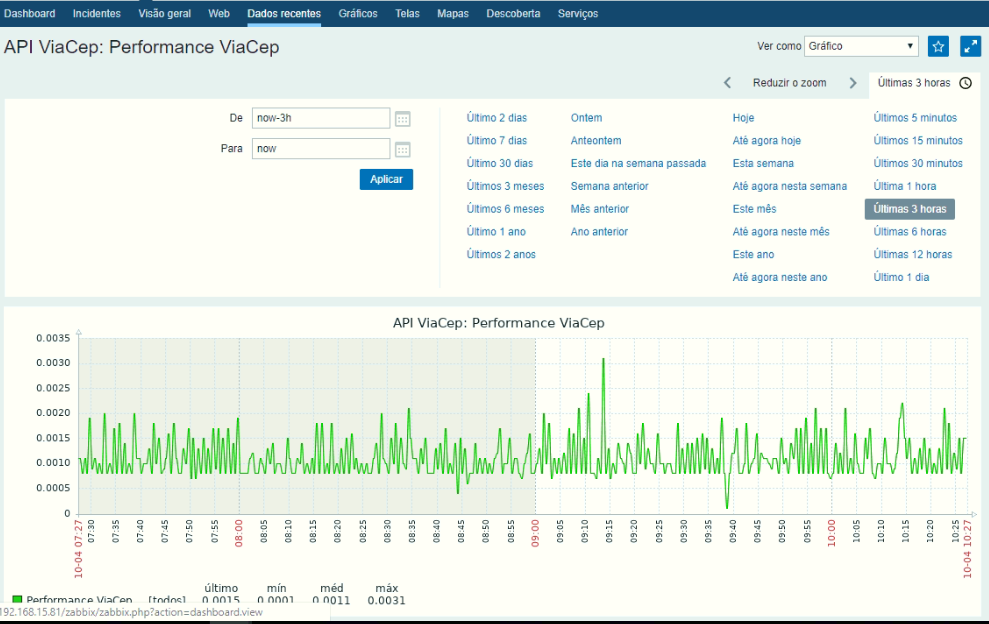 Dashboard Incidentes Visão geral Web Dados recentes Gráficos Telas Mapas Descoberta Serviços
API ViaCep: Performance ViaCep
Ver como Gráfico
Reduzir o zoom Últimas 3 horas
De now-3h
Para now
Aplicar
Último 2 dias Ontem Hoje Últimos 5 minutos
Último 7 dias Anteontem Até agora hoje Últimos 15 minutos
Último 30 dias Este dia na semana passada Esta semana Últimos 30 minutos
Últimos 3 meses Semana anterior Até agora nesta semana Última 1 hora
Últimos 6 meses Mês anterior Este mês Últimas 3 horas
Último 1 ano Ano anterior Até agora neste mês Últimas 6 horas
Últimos 2 anos Este ano Últimas 12 horas
Até agora neste ano Último 1 dia
API ViaCep: Performance ViaCep
0.0035
0.0030
0.0025
0.0020
0.0015
0.0010
0.0005
0
10-04 07:27 07:30 07:35 07:40 07:45 07:50 07:55 08:00 08:05 08:10 08:15 08:20 08:25 08:30 08:35 08:40 08:45 08:50 08:55 09:00 09:05 09:10 09:15 09:20 09:25 09:30 09:35 09:40 09:45 09:50 09:55 10:00 10:05 10:10 10:15 10:20 10:25 10-04 10:27
último mín méd máx
Performance ViaCep [todos] 0.0015 0.0001 0.0011 0.0031
192.168.15.81/zabbix/zabbix.php?action=dashboard.view